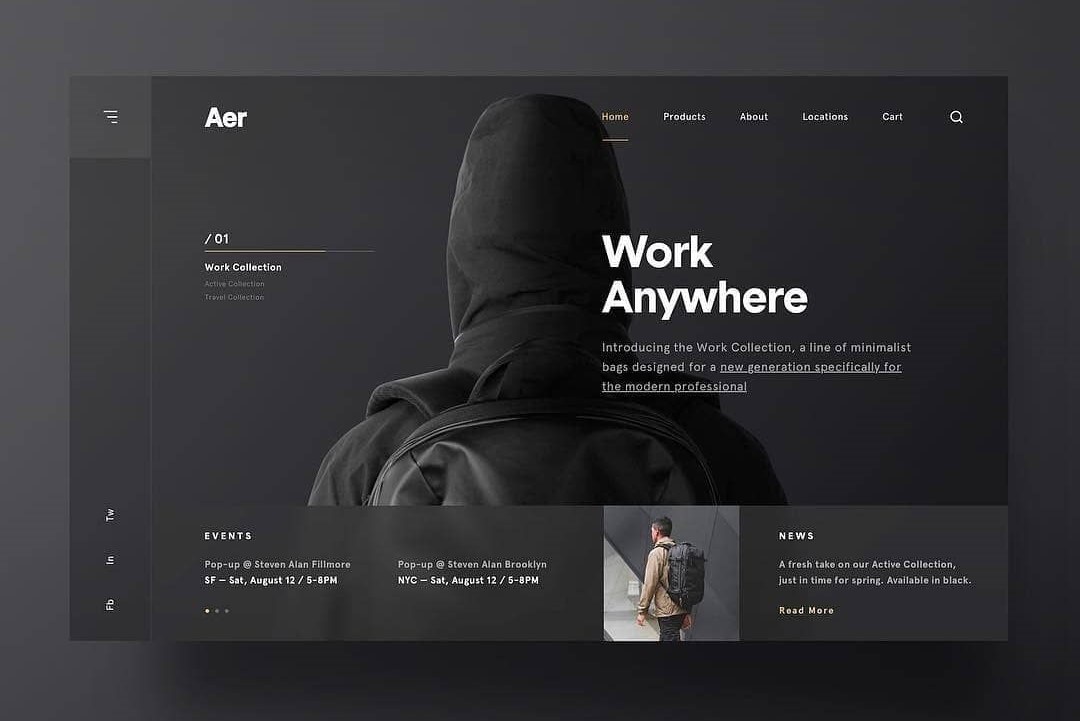 Aer
Home
Products
About
Locations
Cart
/ 01
Work Collection
Active Collection
Travel Collection
Work
Anywhere
Introducing the Work Collection, a line of minimalist
bags designed for a new generation specifically for
the modern professional
Tw
In
Fb
EVENTS
Pop-up @ Steven Alan Fillmore
SF — Sat, August 12 / 5-8PM
Pop-up @ Steven Alan Brooklyn
NYC — Sat, August 12 / 5-8PM
NEWS
A fresh take on our Active Collection,
just in time for spring. Available in black.
Read More